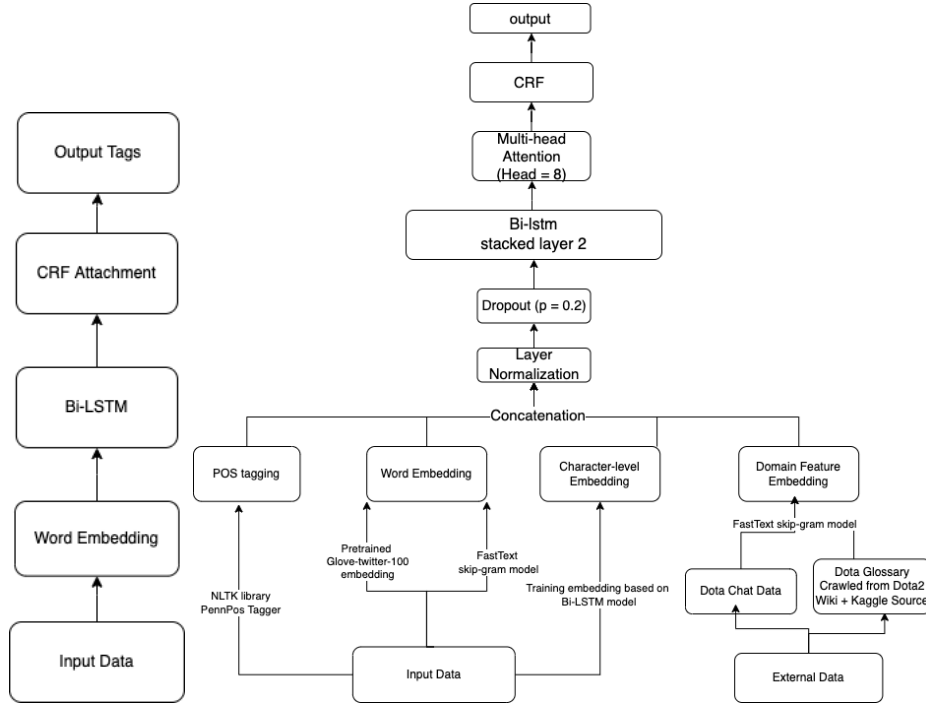 Output Tags
CRF Attachment
Bi-LSTM
Word Embedding
Input Data
output
CRF
Multi-head
Attention
(Head = 8)
Bi-lstm
stacked layer 2
Dropout (p = 0.2)
Layer
Normalization
Concatenation
POS tagging
Word Embedding
Character-level
Embedding
Domain Feature
Embedding
NLTK library
PennPos Tagger
Pretrained
Glove-twitter-100
embedding
FastText
skip-gram model
Training embedding based on
Bi-LSTM model
FastText skip-gram model
Dota Chat Data
Dota Glossary
Crawled from Dota2
Wiki + Kaggle Source
Input Data
External Data